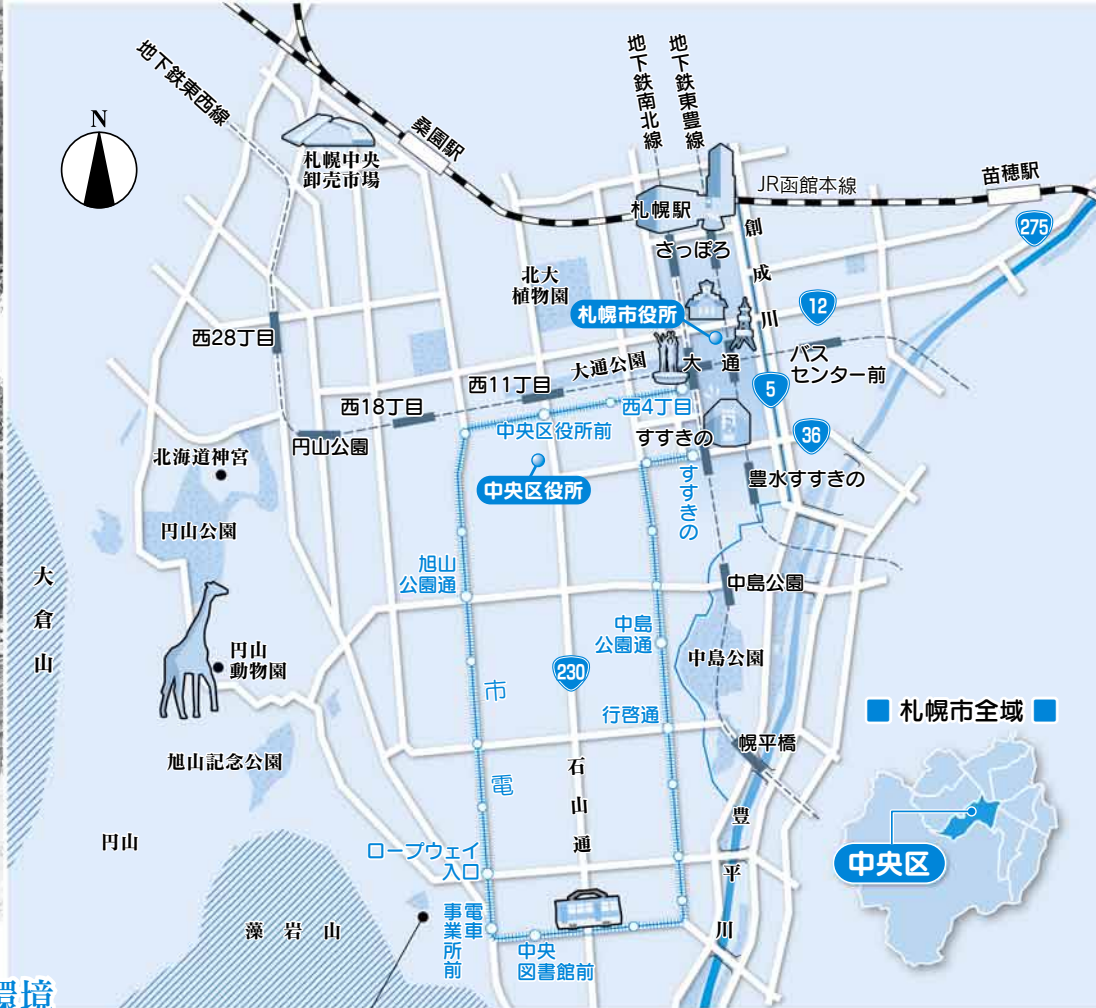 地下鉄東西線
N
札幌中央
卸売市場
桑園駅
地下鉄南北線
地下鉄東豊線
札幌駅
JR函館本線
苗穂駅
275
さっぽろ
創成川
北大
植物園
札幌市役所
12
西28丁目
大通公園
大通
バス
センター前
西11丁目
5
西18丁目
西4丁目
中央区役所前
すすきの
36
円山公園
北海道神宮
中央区役所
すすきの
豊水すすきの
円山公園
大倉山
旭山
公園通
中島公園
中島
公園通
円山
動物園
中島公園
230
市電
行啓通
札幌市全域
幌平橋
旭山記念公園
石山通
豊平川
円山
ロープウェイ
入口
中央区
藻岩山
電車
事業所前
中央
図書館前
環境